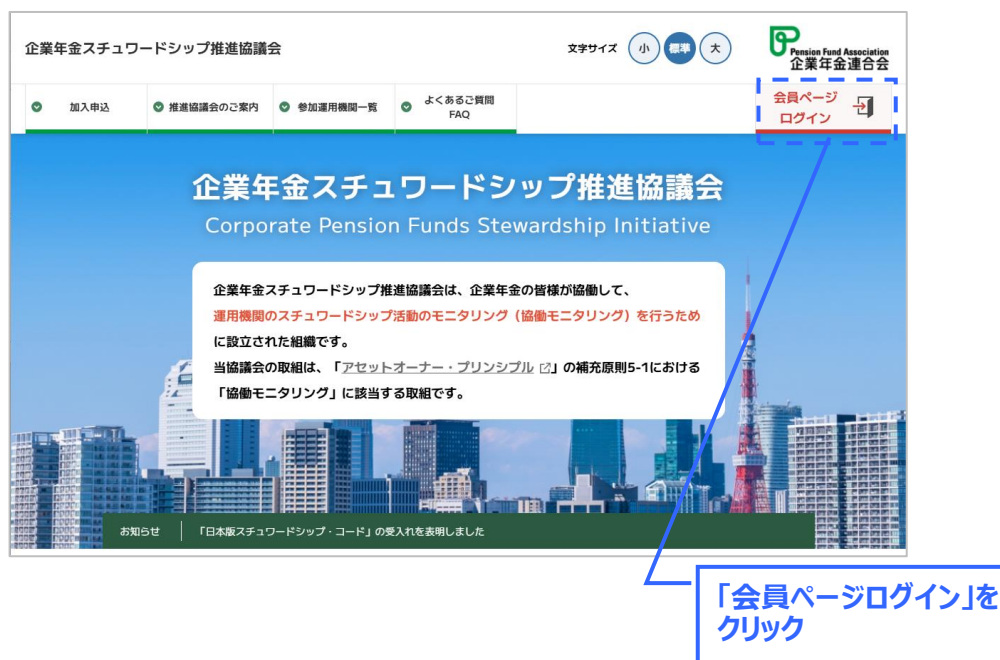 企業年金スチュワードシップ推進協議会
文字サイズ 小 標準 大
Pension Fund Association
企業年金連合会
加入申込 推進協議会のご案内 参加運用機関一覧 よくあるご質問
FAQ
会員ページ
ログイン
企業年金スチュワードシップ推進協議会
Corporate Pension Funds Stewardship Initiative
企業年金スチュワードシップ推進協議会は、企業年金の皆様が協働して、
運用機関のスチュワードシップ活動のモニタリング（協働モニタリング）を行うため
に設立された組織です。
当協議会の取組は、「アセットオーナー・プリンシプル」の補充原則5-1における
「協働モニタリング」に該当する取組です。
お知らせ 「日本版スチュワードシップ・コード」の受入れを表明しました
「会員ページログイン」を
クリック